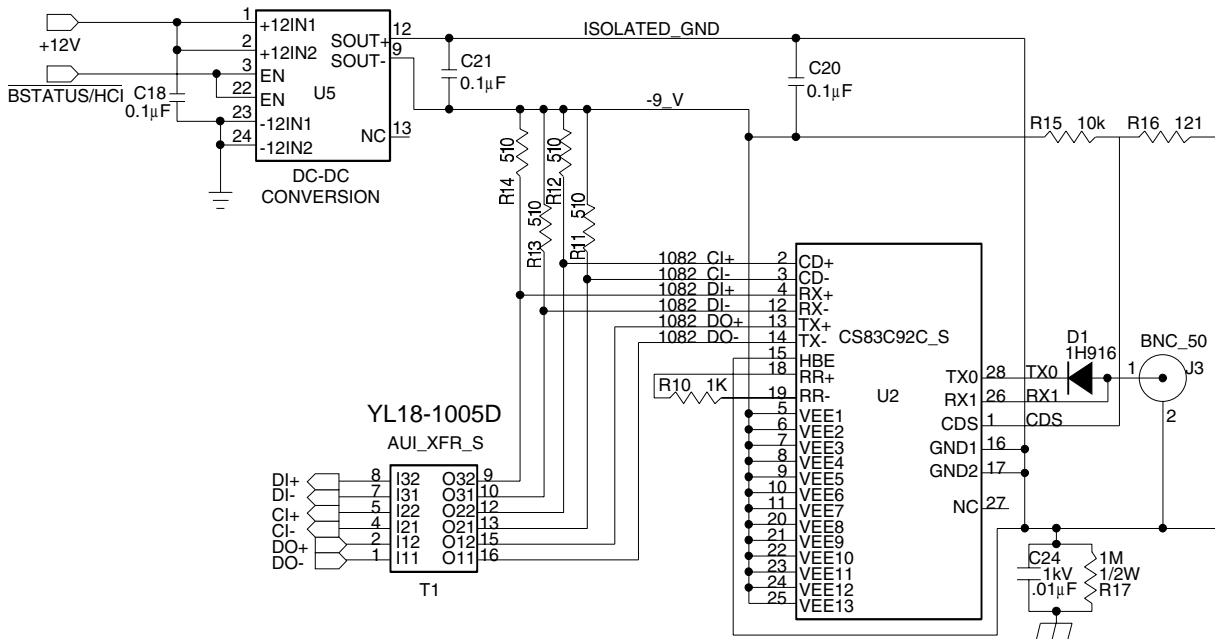 +12V
BSTATUS/HCI
C18
0.1µF
1 +12IN1
2 +12IN2
3 EN
22 EN
23 -12IN1
24 -12IN2
U5
SOUT+ 12
SOUT- 9
NC 13
DC-DC
CONVERSION
ISOLATED_GND
C21
0.1µF
C20
0.1µF
-9_V
R15 10k
R16 121
R14 510
R13 510
R12 510
R11 510
1082 CI+ 2 CD+
1082 CI- 3 CD-
1082 DI+ 4 RX+
1082 DI- 12 RX-
1082 DO+ 13 TX+
1082 DO- 14 TX-
15 HBE
18 RR+
R10 1K 19 RR-
5 VEE1
6 VEE2
7 VEE3
8 VEE4
9 VEE5
10 VEE6
11 VEE7
20 VEE8
21 VEE9
22 VEE10
23 VEE11
24 VEE12
25 VEE13
CS83C92C_S
U2
TX0 28 TX0
RX1 26 RX1
CDS 1 CDS
GND1 16
GND2 17
NC 27
D1
1H916
BNC_50
J3
1
2
C24
1kV
.01µF
1M
1/2W
R17
YL18-1005D
AUI_XFR_S
DI+ 8 I32 O32 9
DI- 7 I31 O31 10
CI+ 5 I22 O22 12
CI- 4 I21 O21 13
DO+ 2 I12 O12 15
DO- 1 I11 O11 16
T1